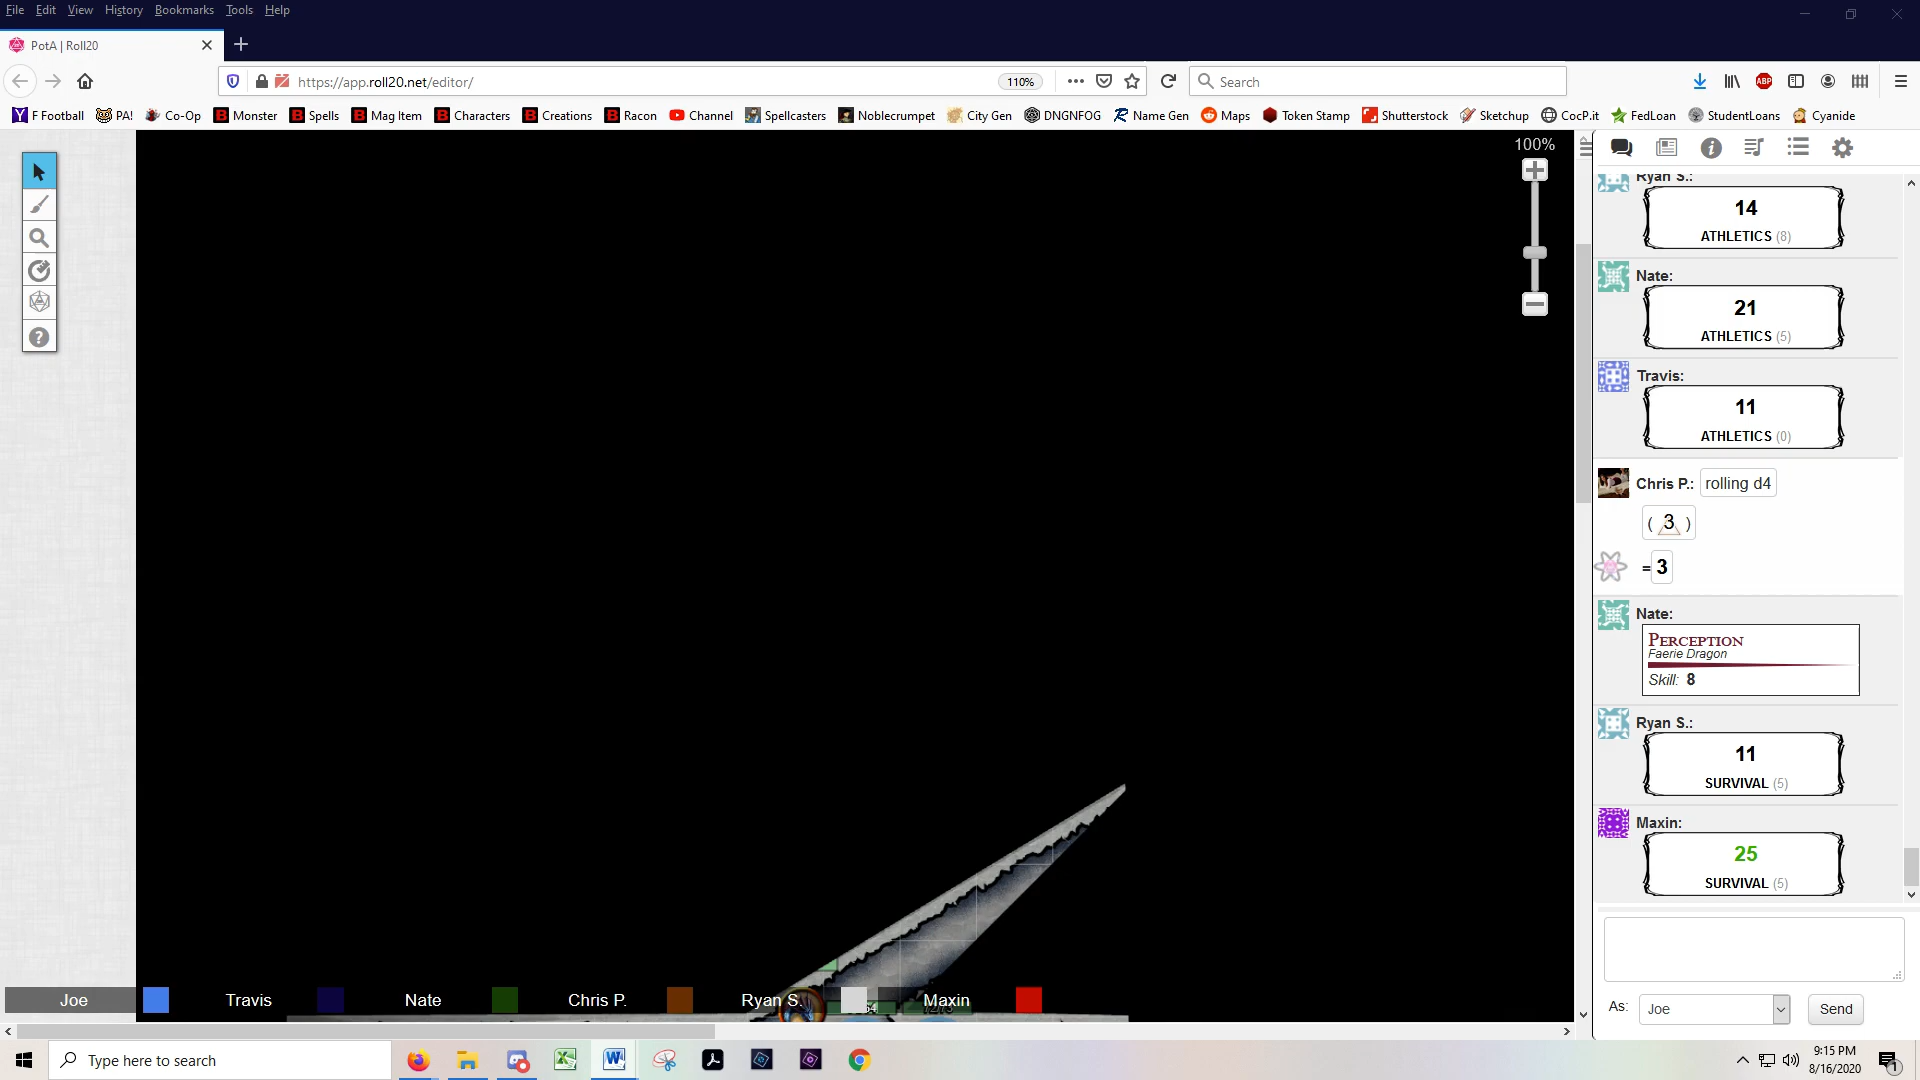 File Edit View History Bookmarks Tools Help
PotA | Roll20
https://app.roll20.net/editor/
110%
Search
F Football PA! Co-Op Monster Spells Mag Item Characters Creations Racon Channel Spellcasters Noblecrumpet City Gen DNGNFOG Name Gen Maps Token Stamp Shutterstock Sketchup CocP.it FedLoan StudentLoans Cyanide
100%
Ryan S.:
14
ATHLETICS (8)
Nate:
21
ATHLETICS (5)
Travis:
11
ATHLETICS (0)
Chris P.: rolling d4
( 3 )
= 3
Nate:
PERCEPTION
Faerie Dragon
Skill: 8
Ryan S.:
11
SURVIVAL (5)
Maxin:
25
SURVIVAL (5)
Joe Travis Nate Chris P. Ryan S. Maxin
As: Joe Send
Type here to search
9:15 PM
8/16/2020
1